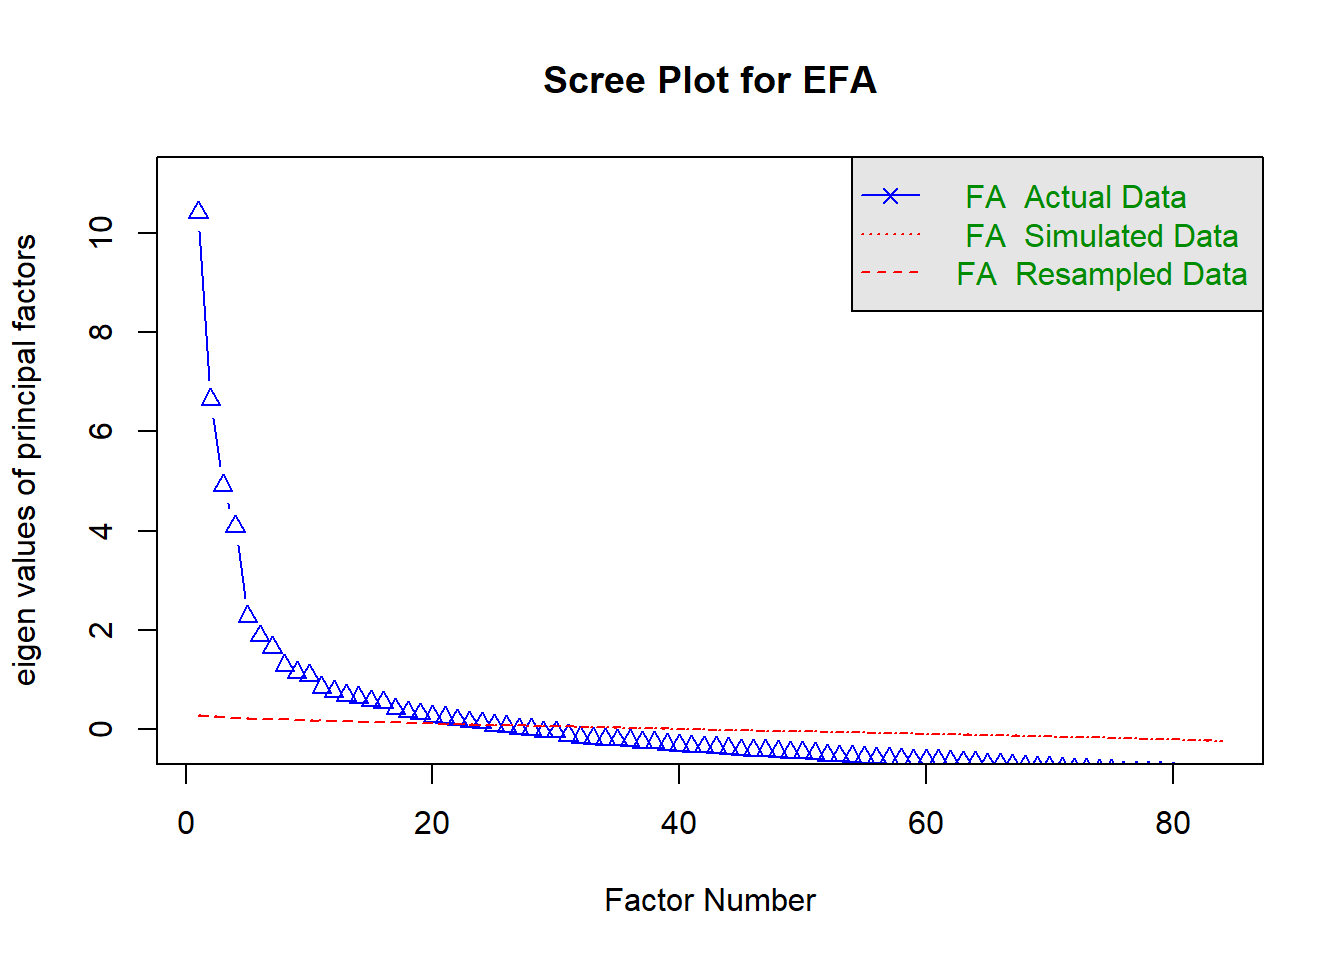 Scree Plot for EFA
FA Actual Data
FA Simulated Data
FA Resampled Data
eigen values of principal factors
10
8
6
4
2
0
0 20 40 60 80
Factor Number